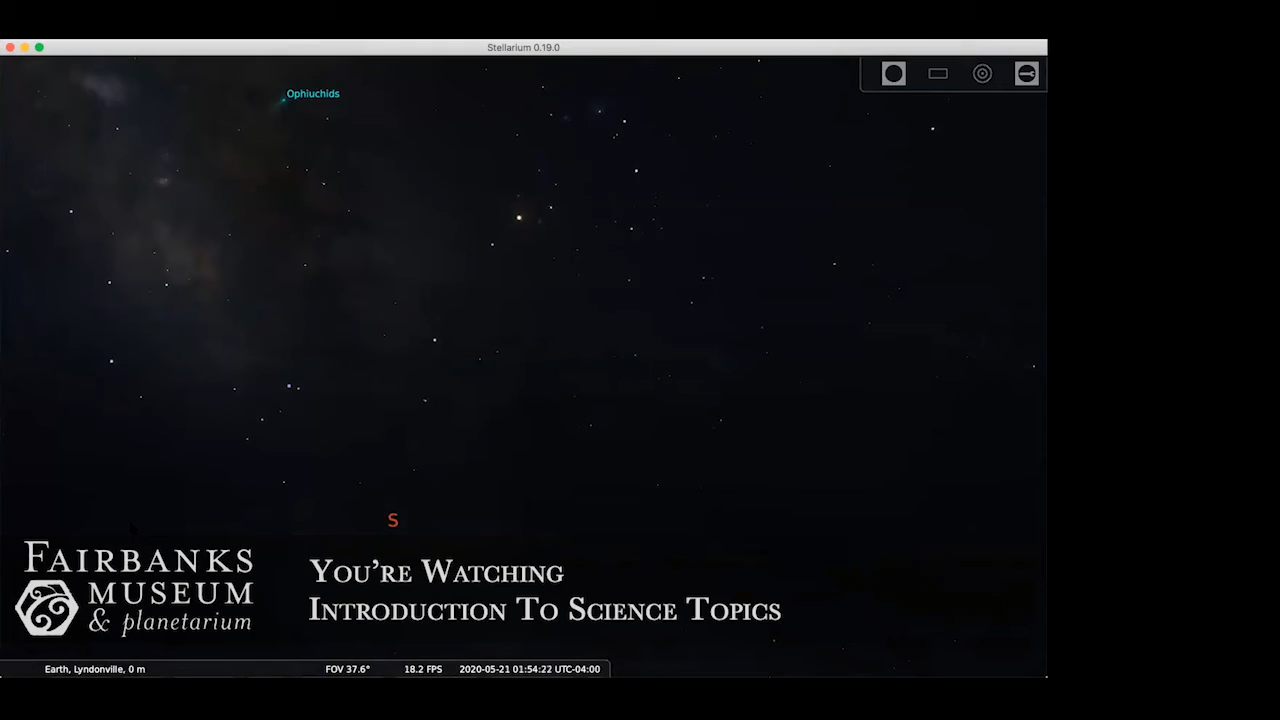 Stellarium 0.19.0
Ophiuchids
S
FAIRBANKS
MUSEUM
& planetarium
YOU'RE WATCHING
INTRODUCTION TO SCIENCE TOPICS
Earth, Lyndonville, 0 m FOV 37.6° 18.2 FPS 2020-05-21 01:54:22 UTC-04:00